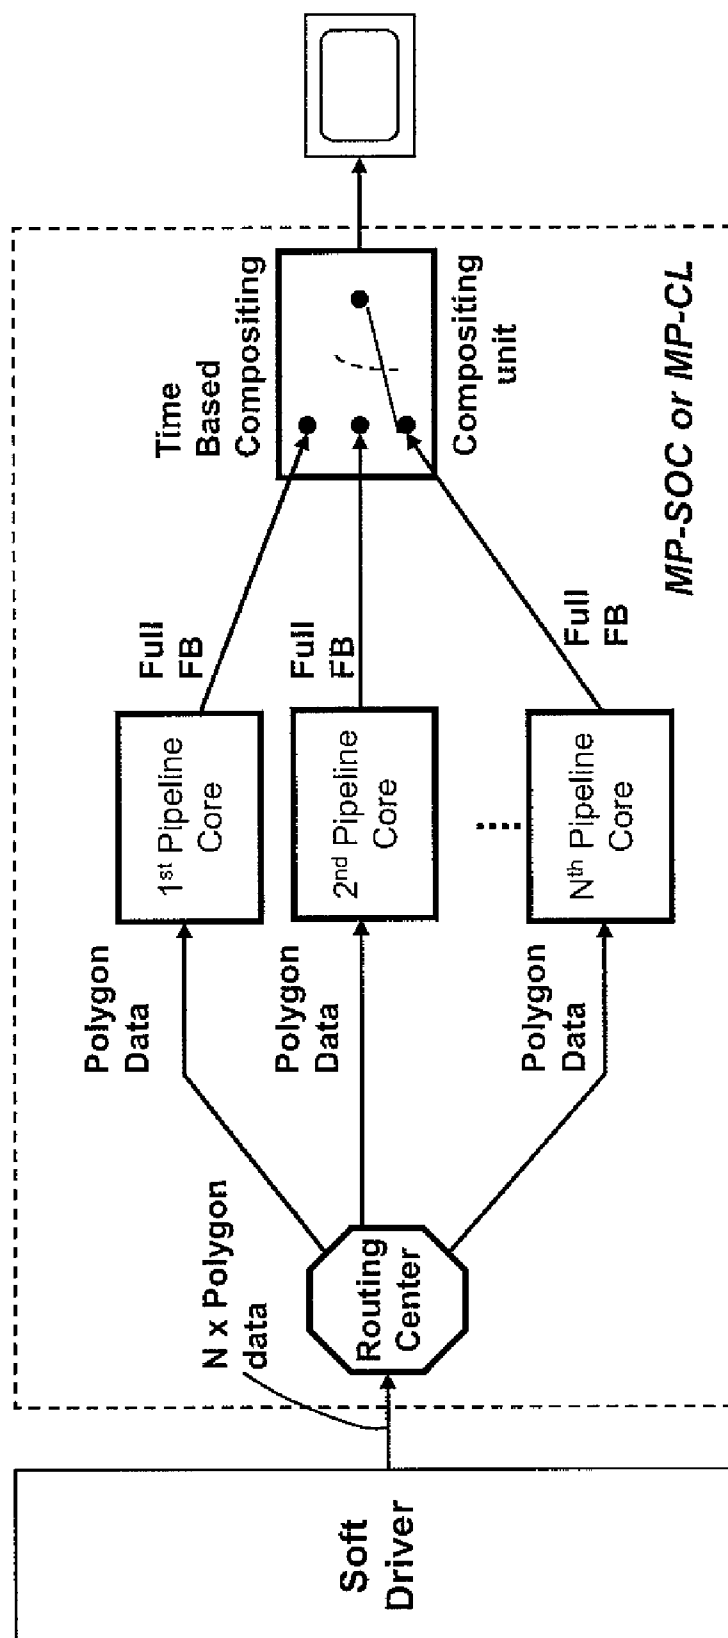 Soft
Driver
N x Polygon
data
Routing
Center
Polygon
Data
Polygon
Data
Polygon
Data
1st Pipeline
Core
2nd Pipeline
Core
Nth Pipeline
Core
Full
FB
Full
FB
Full
FB
Time
Based
Compositing
Compositing
unit
MP-SOC or MP-CL